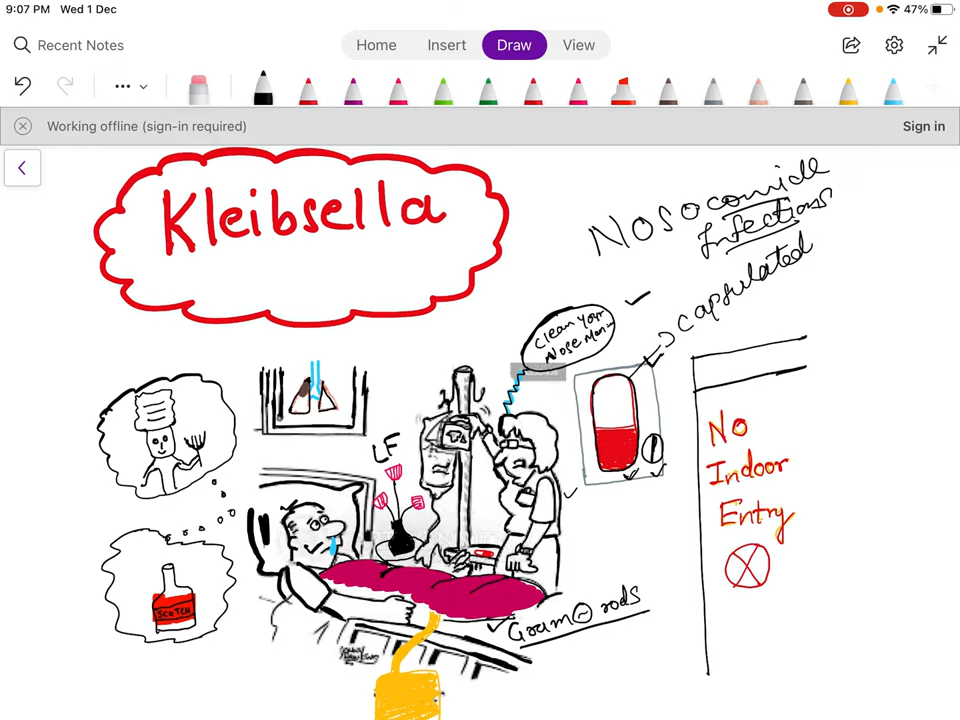 9:07 PM Wed 1 Dec
47%
Recent Notes
Home Insert Draw View
Working offline (sign-in required)
Sign in
Kleibsella
Nosocomide
Infections
capsulated
Clean your
Nose Man
LF
SCOTCH
Gram ⊖ rods
No
Indoor
Entry